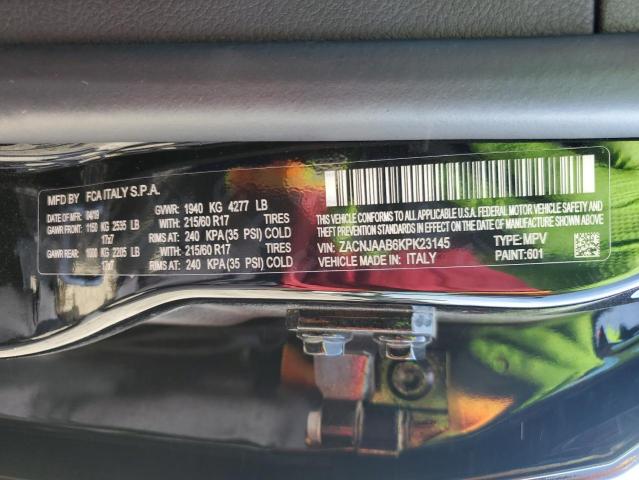 MFD BY FCA ITALY S.P.A.
MFD DATE: 04/19 GVWR: 1940 KG 4277 LB
GAWR FRONT: 1150 KG 2535 LB 215/60 R17 TIRES
17x7 RIMS AT: 240 KPA (35 PSI) COLD
GAWR REAR: 1000 KG 2205 LB 215/60 R17 TIRES
17x7 RIMS AT: 240 KPA (35 PSI) COLD
THIS VEHICLE CONFORMS TO ALL APPLICABLE U.S.A. FEDERAL MOTOR VEHICLE SAFETY,
BUMPER, AND THEFT PREVENTION STANDARDS IN EFFECT ON THE DATE OF MANUFACTURE SHOWN ABOVE.
VIN: ZACNJAAB6KPK23145 TYPE: MPV
VEHICLE MADE IN: ITALY PAINT:601